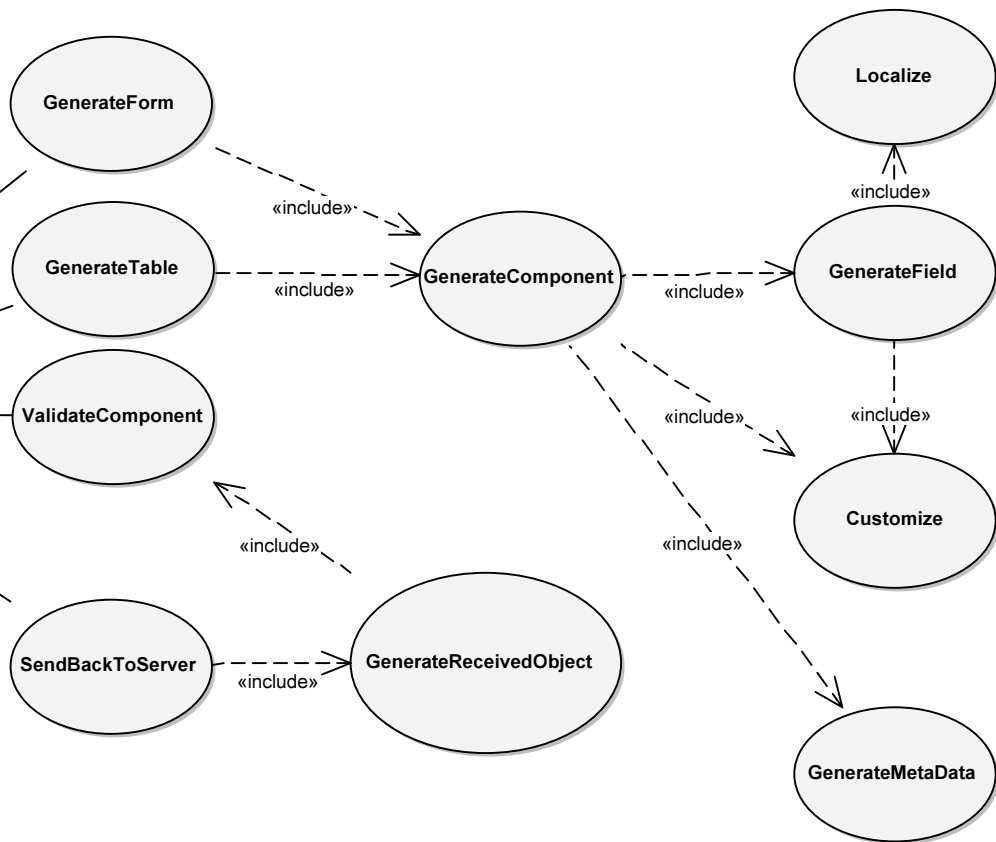 Localize
GenerateForm
«include»
«include»
GenerateTable
«include»
GenerateComponent
«include»
GenerateField
ValidateComponent
«include»
«include»
Customize
«include»
«include»
SendBackToServer
«include»
GenerateReceivedObject
GenerateMetaData